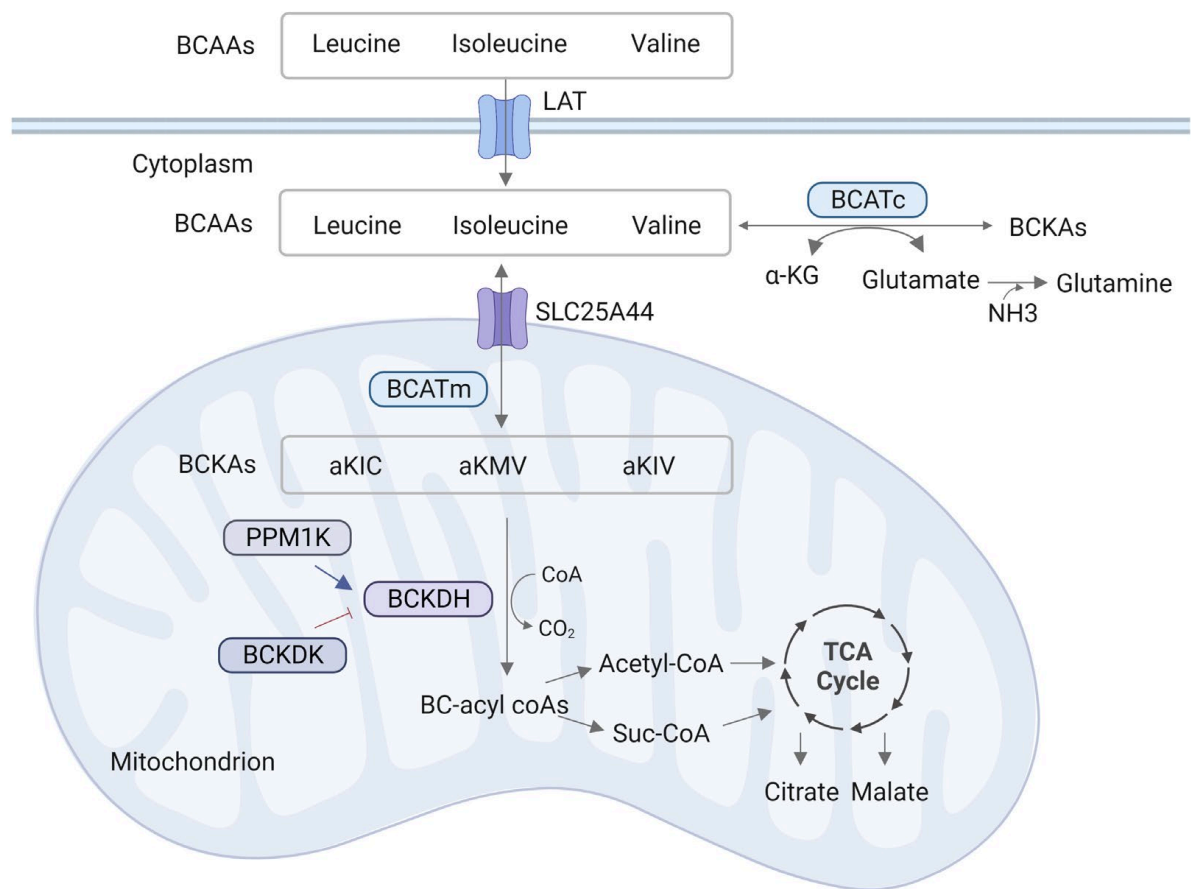 BCAAs Leucine Isoleucine Valine
LAT
Cytoplasm
BCATc
BCAAs Leucine Isoleucine Valine BCKAs
α-KG Glutamate Glutamine
NH3
SLC25A44
BCATm
BCKAs aKIC aKMV aKIV
PPM1K
CoA
BCKDH
CO₂
BCKDK
TCA
Cycle
Acetyl-CoA
BC-acyl coAs
Suc-CoA
Mitochondrion
Citrate Malate